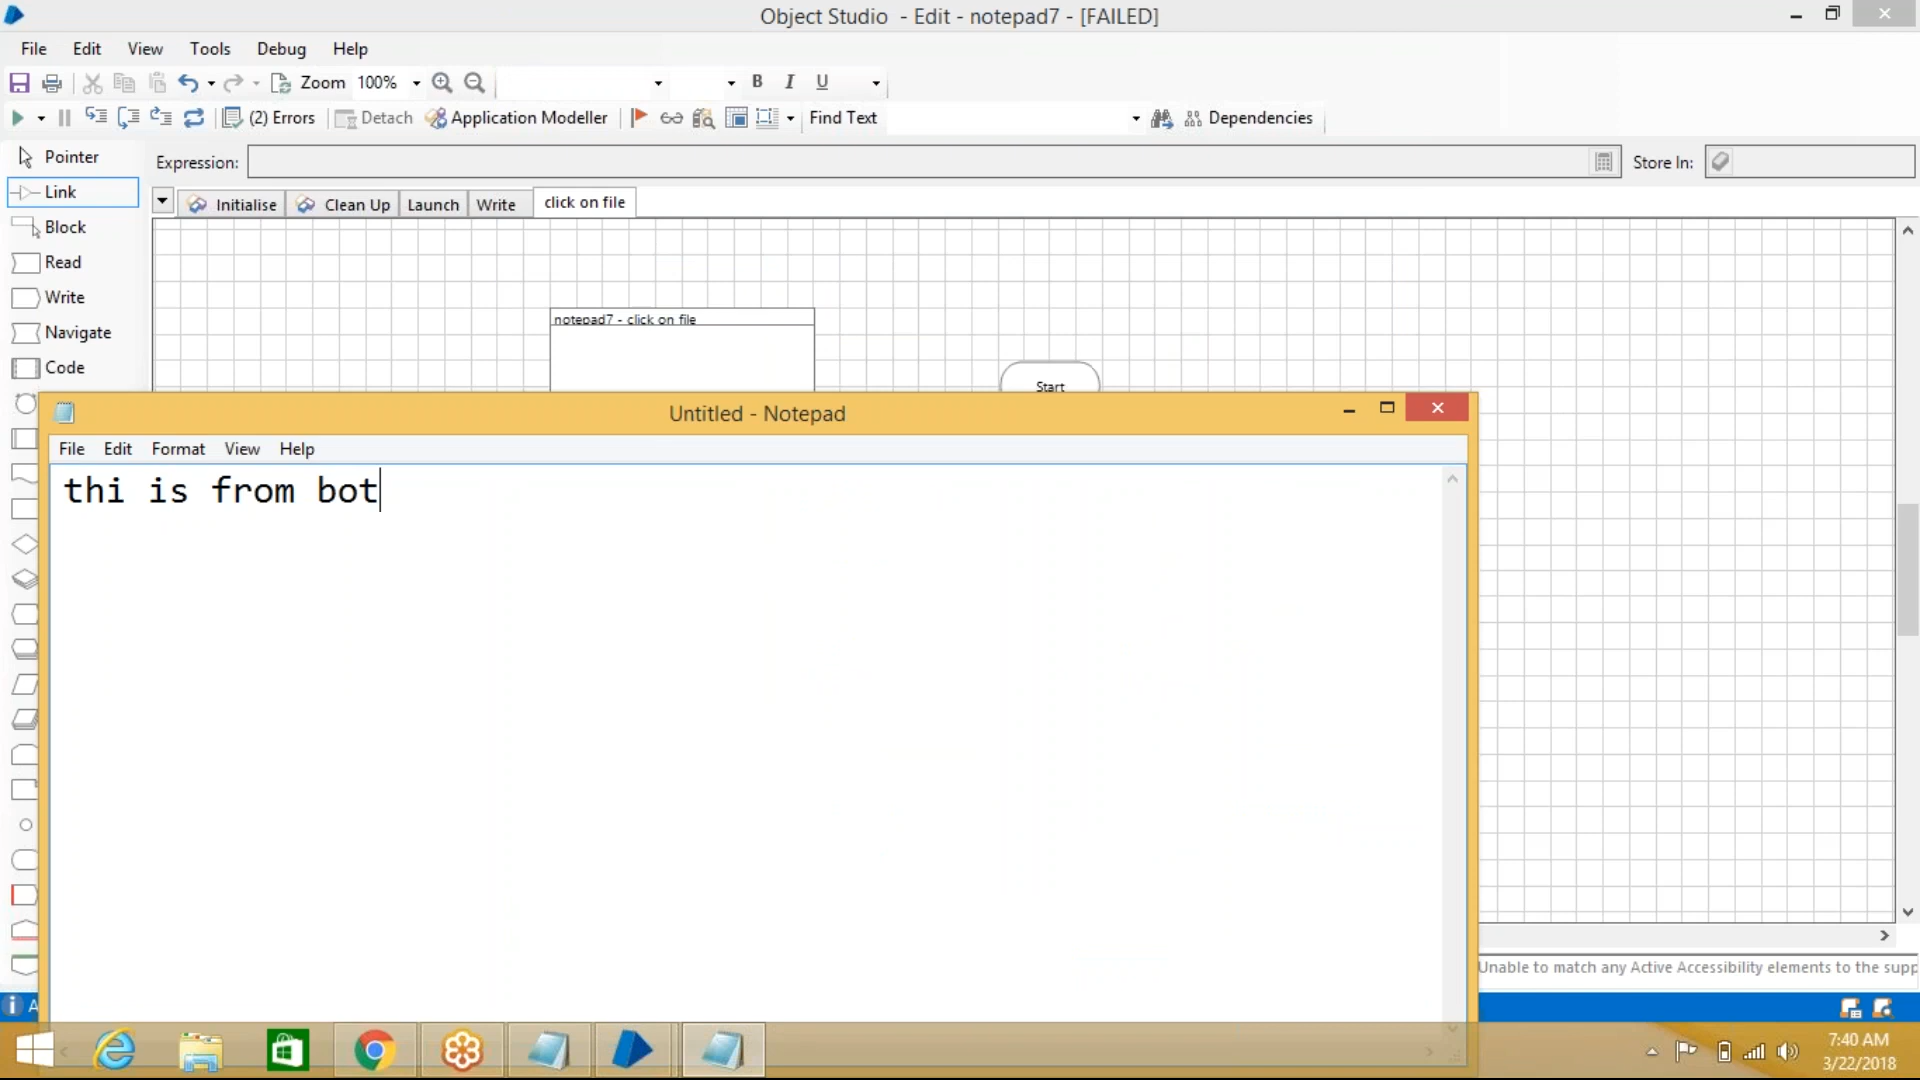 Object Studio - Edit - notepad7 - [FAILED]
File Edit View Tools Debug Help
Zoom 100% B I U
(2) Errors Detach Application Modeller Find Text Dependencies
Pointer
Expression: Store In:
Link
Initialise Clean Up Launch Write click on file
Block
Read
Write
Navigate
Code
notepad7 - click on file
Start
Untitled - Notepad
File Edit Format View Help
thi is from bot
Unable to match any Active Accessibility elements to the supp
A
7:40 AM
3/22/2018